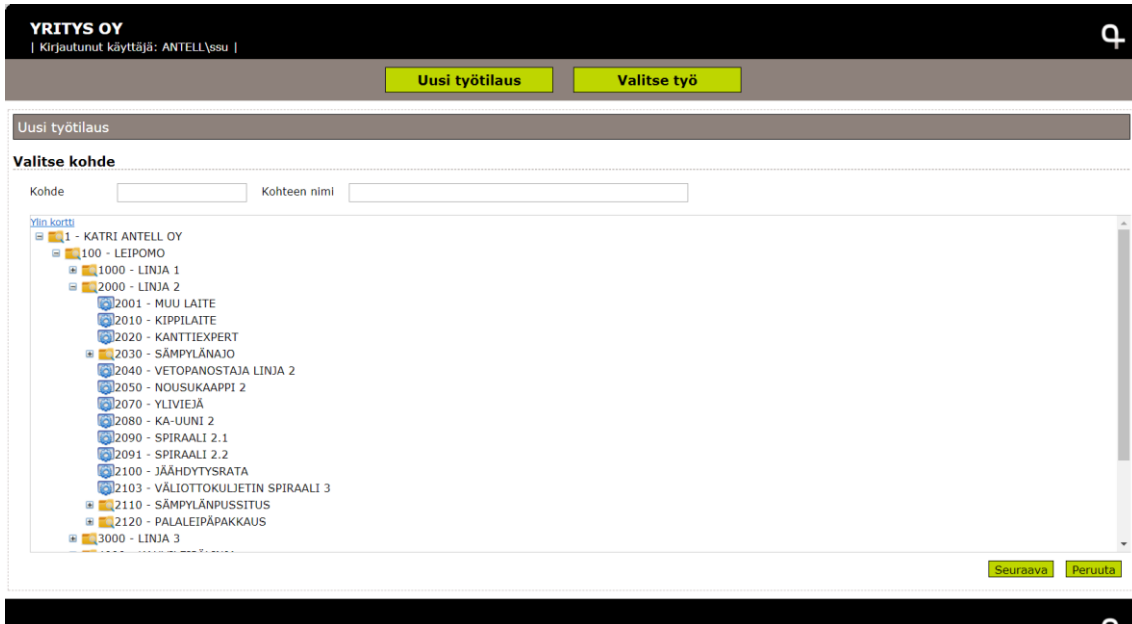 YRITYS OY
| Kirjautunut käyttäjä: ANTELL\ssu |
Uusi työtilaus Valitse työ
Uusi työtilaus
Valitse kohde
Kohde Kohteen nimi
Ylin kortti
1 - KATRI ANTELL OY
100 - LEIPOMO
1000 - LINJA 1
2000 - LINJA 2
2001 - MUU LAITE
2010 - KIPPILAITE
2020 - KANTTIEXPERT
2030 - SÄMPYLÄNAJO
2040 - VETOPANOSTAJA LINJA 2
2050 - NOUSUKAAPPI 2
2070 - YLIVIEJÄ
2080 - KA-UUNI 2
2090 - SPIRAALI 2.1
2091 - SPIRAALI 2.2
2100 - JÄÄHDYTYSRATA
2103 - VÄLIOTTOKULJETIN SPIRAALI 3
2110 - SÄMPYLÄNPUSSITUS
2120 - PALALEIPÄPAKKAUS
3000 - LINJA 3
Seuraava Peruuta